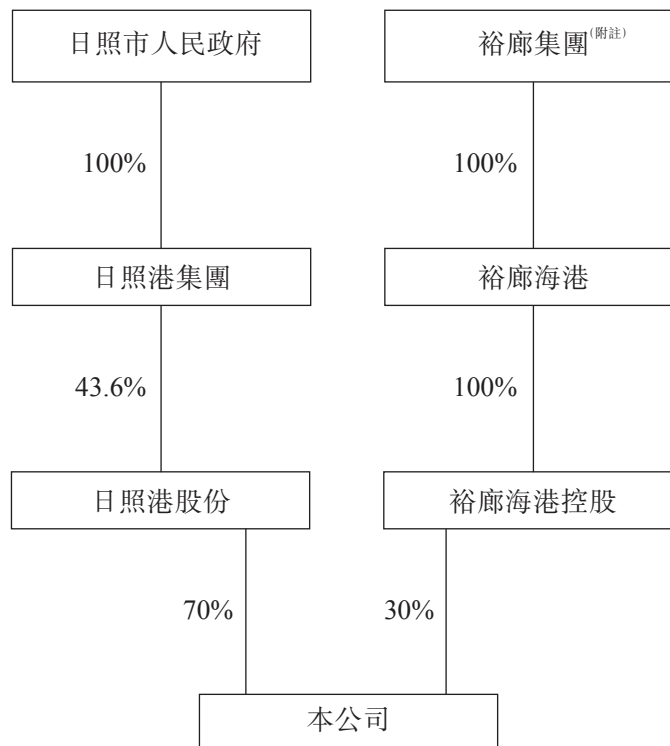 日照市人民政府
裕廊集團(附註)
100%
100%
日照港集團
裕廊海港
43.6%
100%
日照港股份
裕廊海港控股
70%
30%
本公司